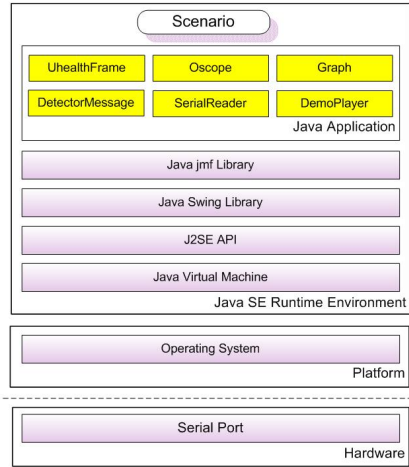 Scenario
UhealthFrame Oscope Graph
DetectorMessage SerialReader DemoPlayer
Java Application
Java jmf Library
Java Swing Library
J2SE API
Java Virtual Machine
Java SE Runtime Environment
Operating System
Platform
Serial Port
Hardware